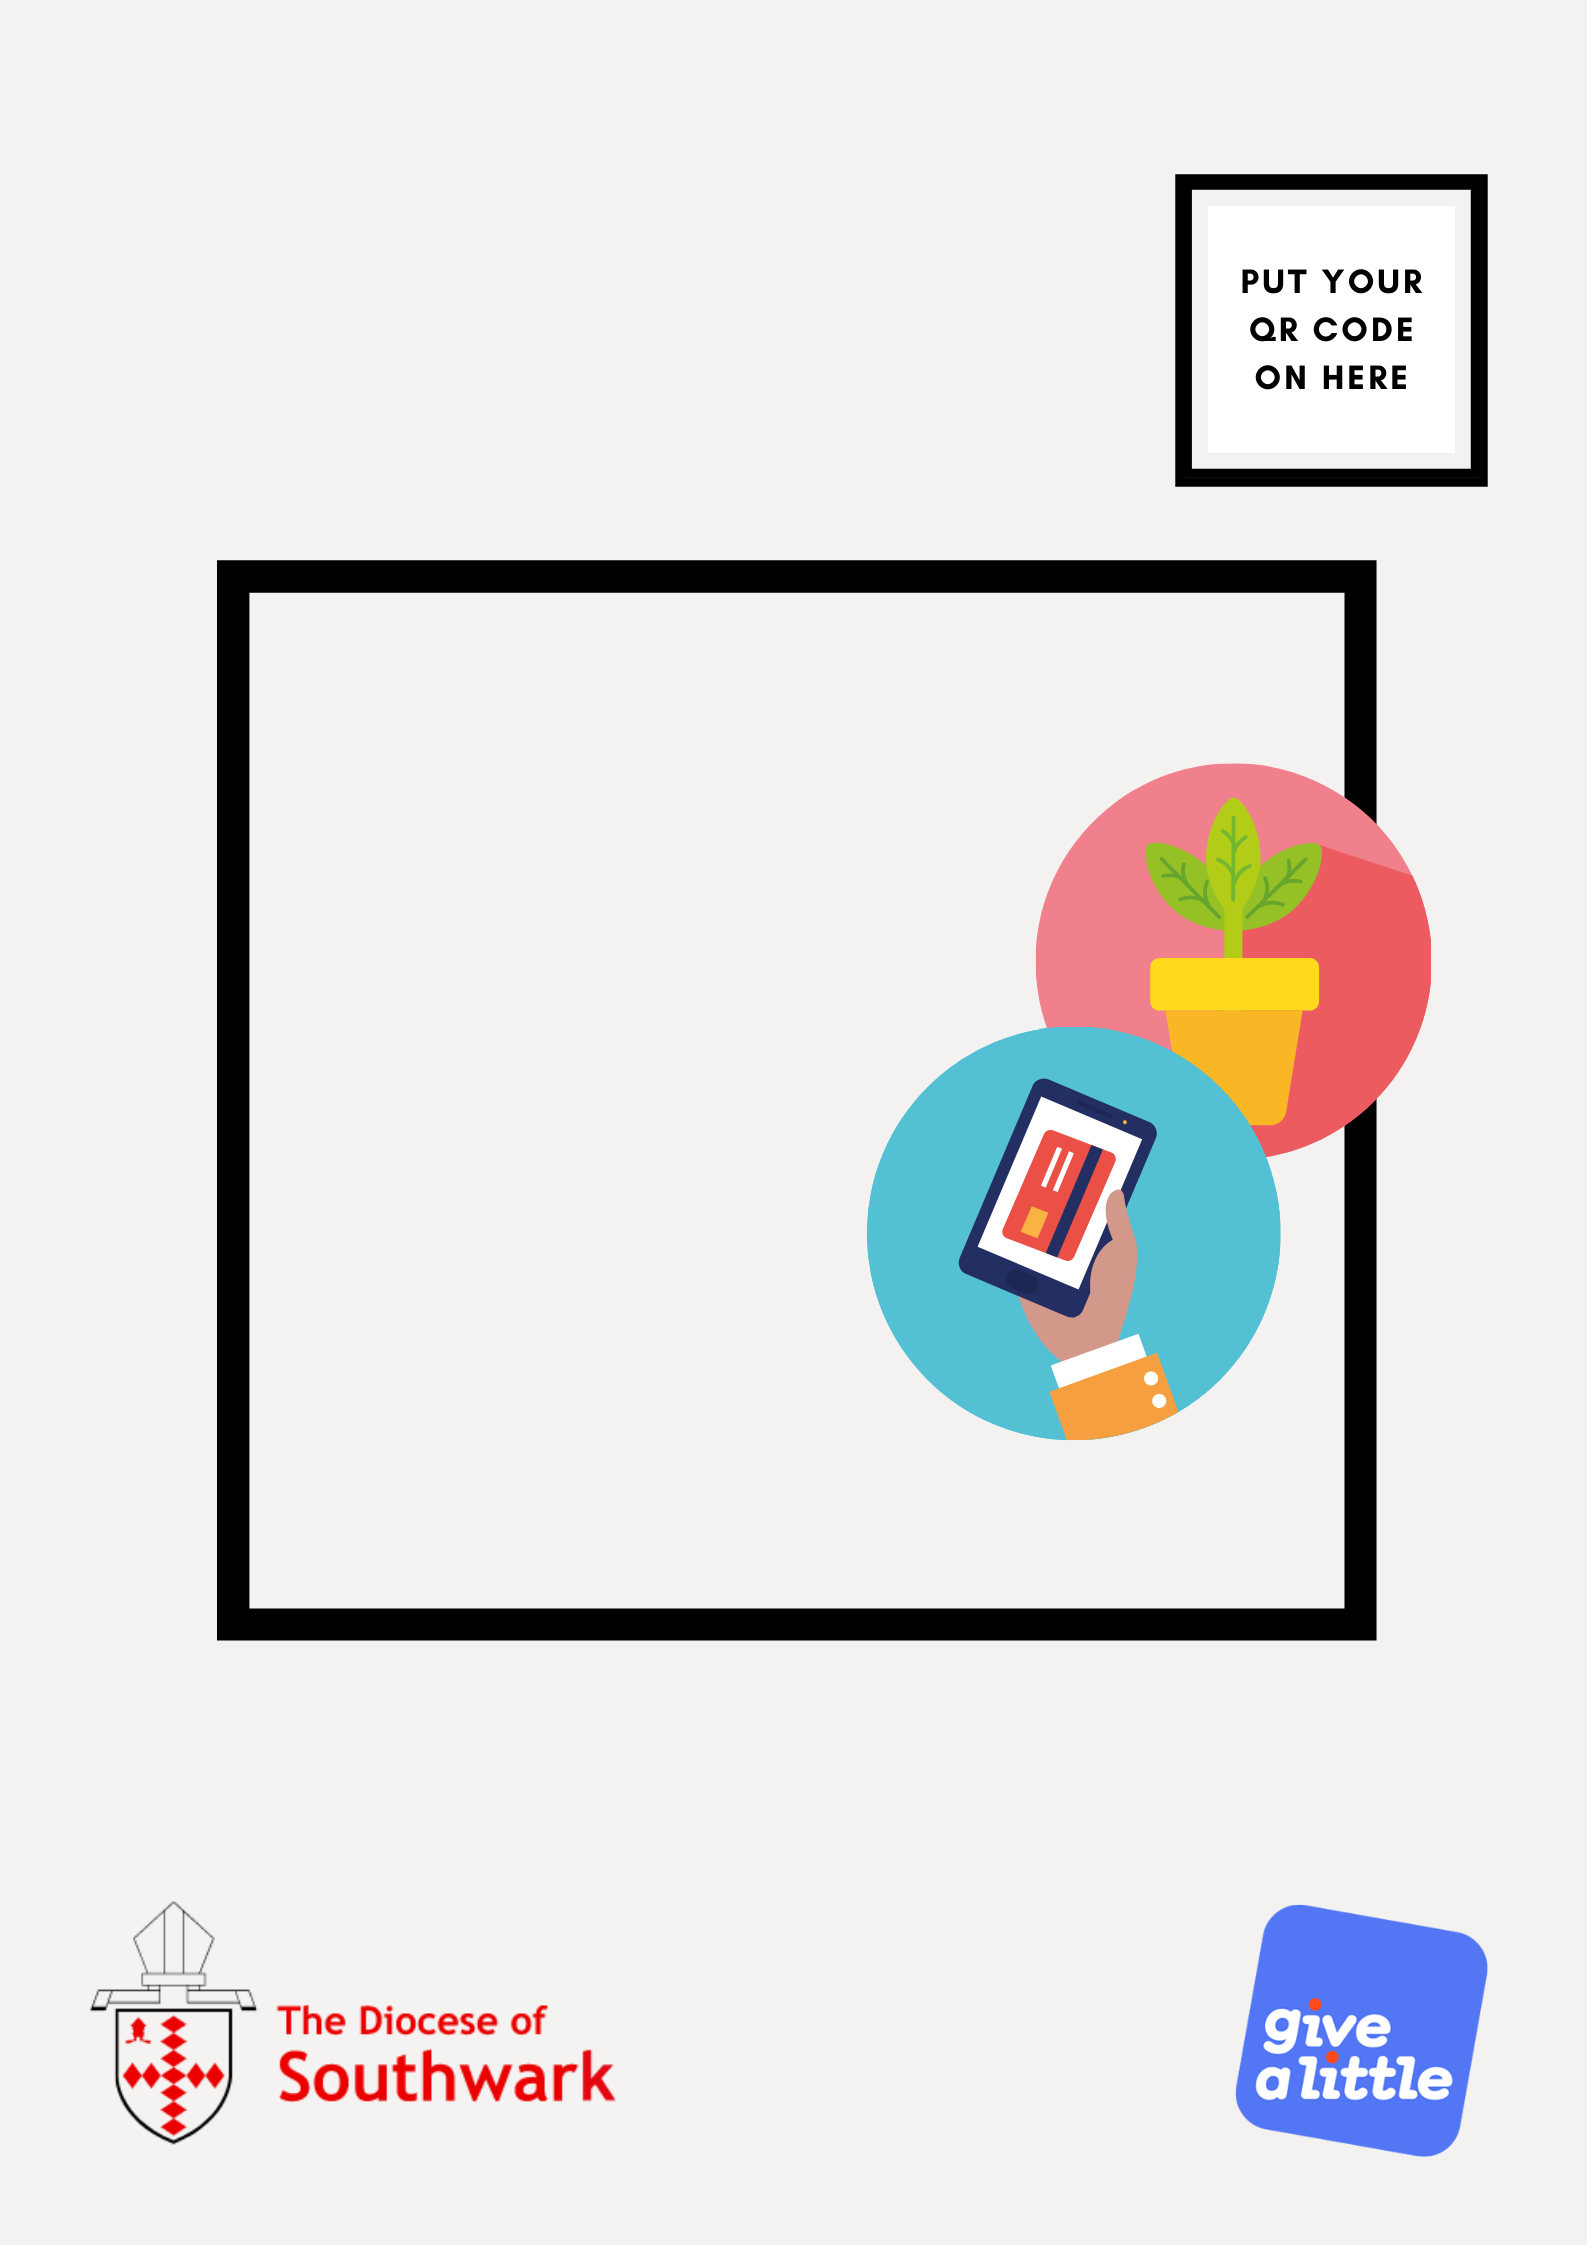 PUT YOUR
QR CODE
ON HERE
The Diocese of
Southwark
give
a little